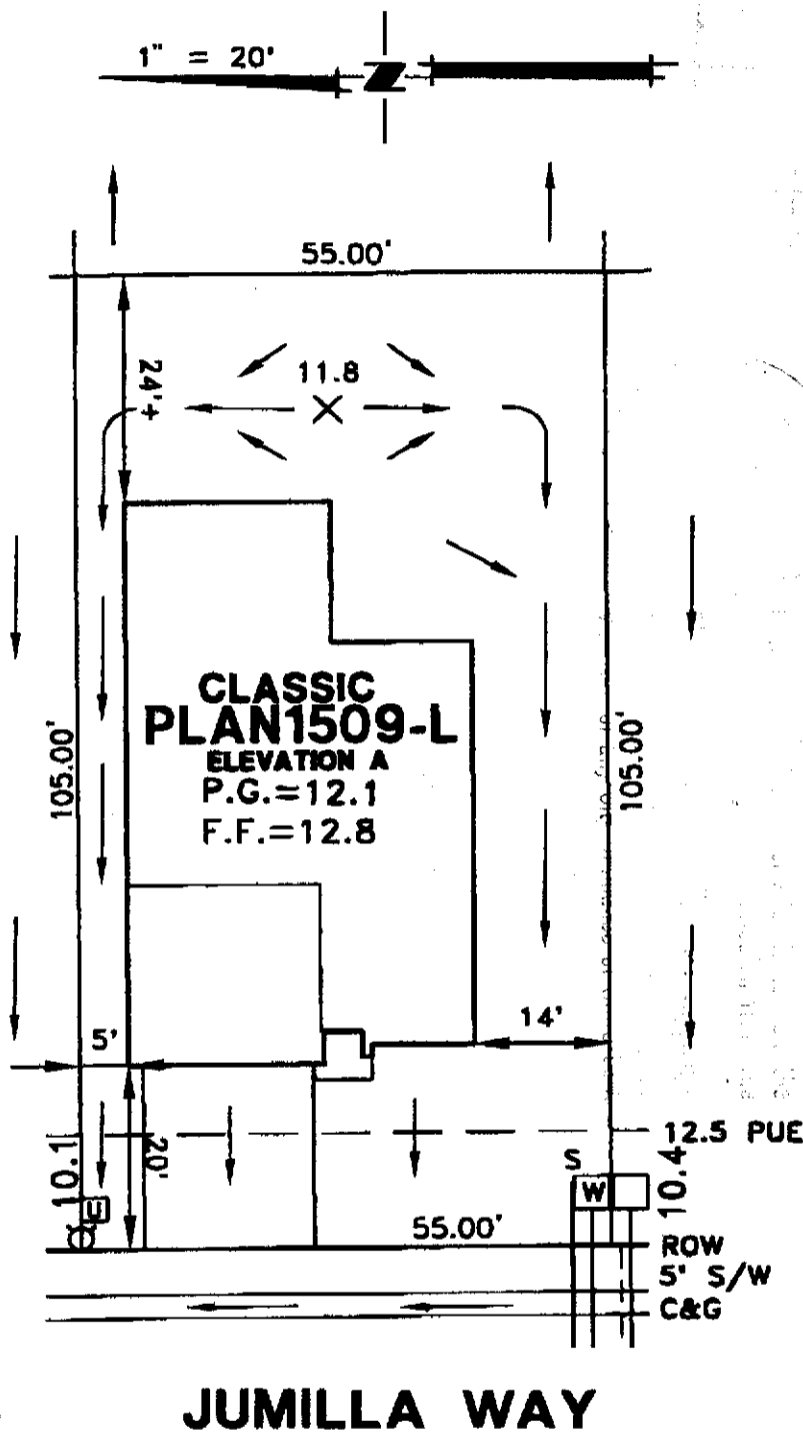 1" = 20'
55.00'
24'+
11.8
CLASSIC
PLAN1509-L
ELEVATION A
P.G.=12.1
F.F.=12.8
105.00'
105.00'
5'
14'
20'
12.5 PUE
10.1
S
W
10.4
U
55.00'
ROW
5' S/W
C&G
JUMILLA WAY